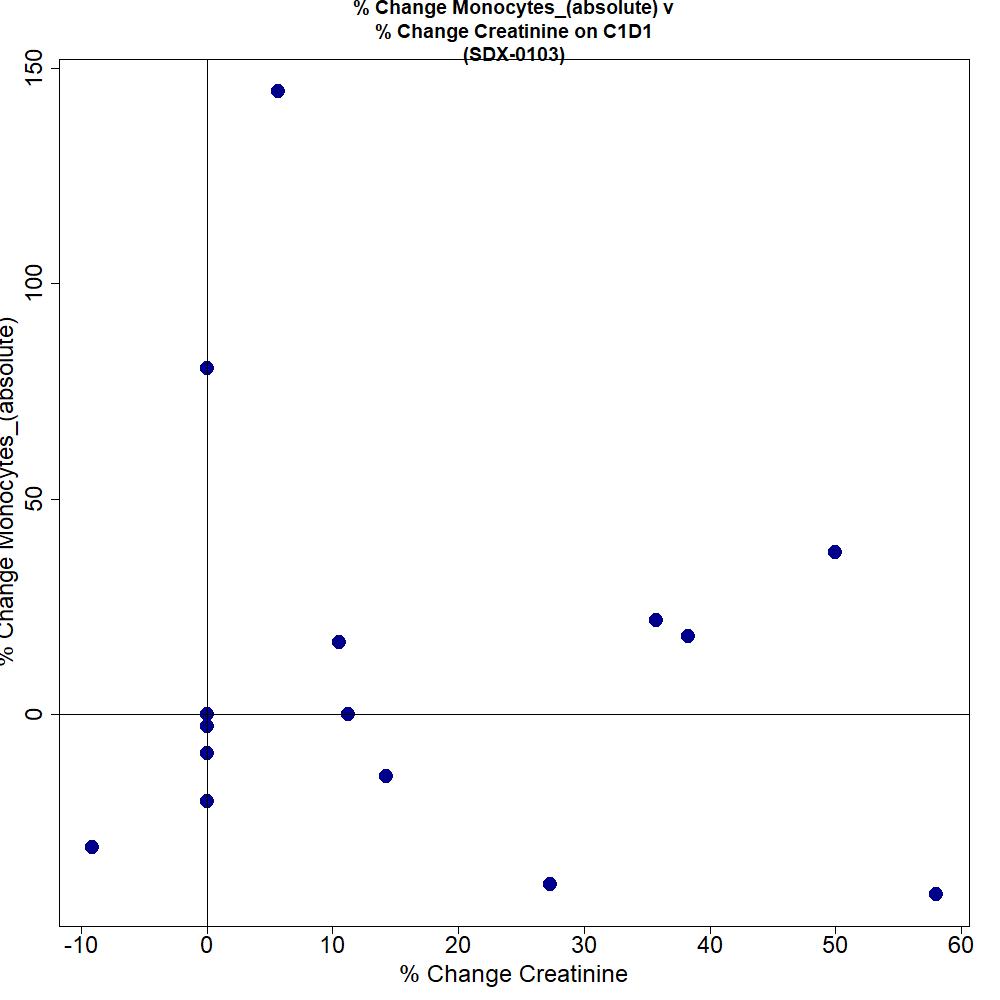 % Change Monocytes_(absolute) v
% Change Creatinine on C1D1
(SDX-0103)
% Change Monocytes_(absolute)
150
100
50
0
-10 0 10 20 30 40 50 60
% Change Creatinine